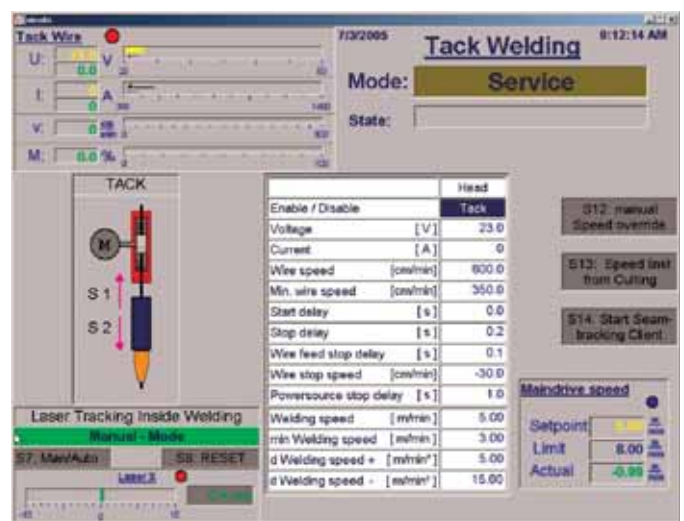 Tack Wire
7/3/2005
9:12:14 AM
Tack Welding
U:
0.0
V
Mode:
Service
I:
0
A
State:
v:
0
M:
0.0
%
TACK
M
S 1
S 2
Head
Enable / Disable Tack
Voltage [V] 23.0
Current [A] 0
Wire speed [cm/min] 600.0
Min. wire speed [cm/min] 350.0
Start delay [s] 0.0
Stop delay [s] 0.2
Wire feed stop delay [s] 0.1
Wire stop speed [cm/min] -30.0
Powersource stop delay [s] 1.0
Welding speed [m/min] 5.00
min Welding speed [m/min] 3.00
d Welding speed + [m/min²] 5.00
d Welding speed - [m/min²] 15.00
S12: manual
Speed override
S13: Speed limit
from Cutting
S14: Start Seam-
tracking Client
Maindrive speed
Setpoint
Limit 8.00
Actual -0.99
Laser Tracking Inside Welding
Manual - Mode
S7: Man/Auto
S8: RESET
Laser X
0